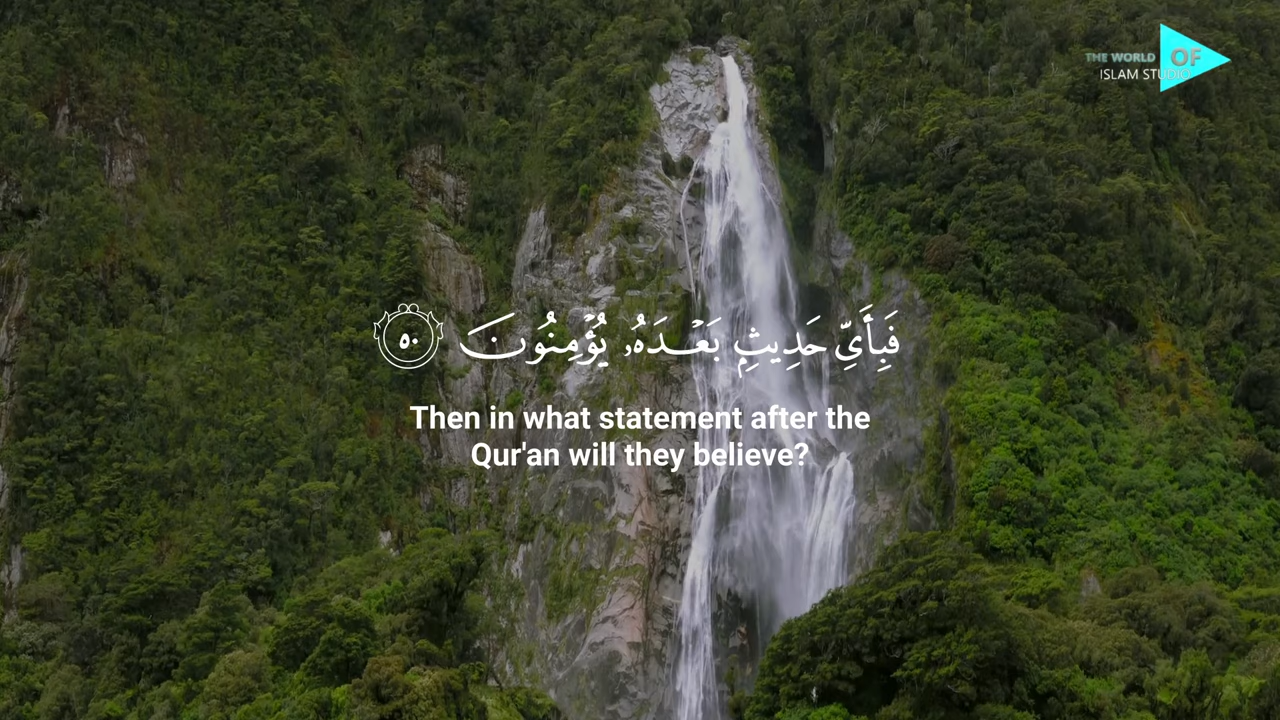 THE WORLD OF
ISLAM STUDIO
فَبِأَيِّ حَدِيثٍۭ بَعْدَهُۥ يُؤْمِنُونَ ٥٠
Then in what statement after the
Qur'an will they believe?